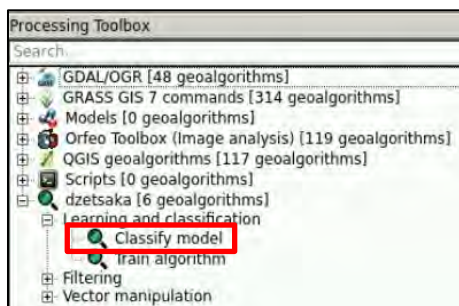 Processing Toolbox
Search
GDAL/OGR [48 geoalgorithms]
GRASS GIS 7 commands [314 geoalgorithms]
Models [0 geoalgorithms]
Orfeo Toolbox (Image analysis) [119 geoalgorithms]
QGIS geoalgorithms [117 geoalgorithms]
Scripts [0 geoalgorithms]
dzetsaka [6 geoalgorithms]
Learning and classification
Classify model
Train algorithm
Filtering
Vector manipulation